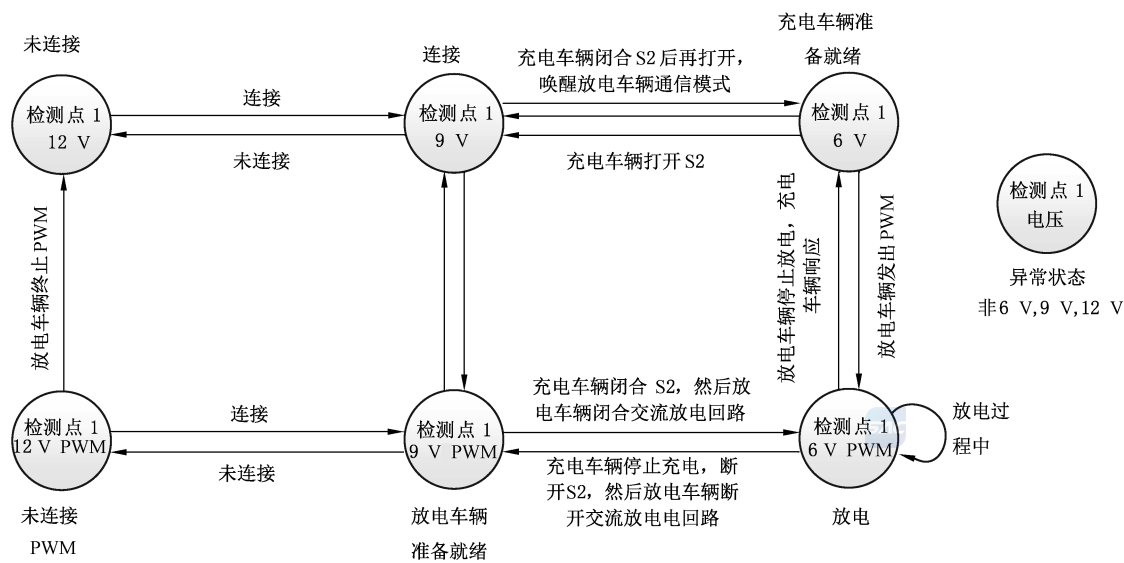 未连接
检测点 1
12 V
连接
未连接
连接
检测点 1
9 V
充电车辆闭合 S2 后再打开，
唤醒放电车辆通信模式
充电车辆打开 S2
充电车辆准
备就绪
检测点 1
6 V
检测点 1
电压
异常状态
非6 V,9 V,12 V
放电车辆终止 PWM
放电车辆停止放电，充电
车辆响应
放电车辆发出 PWM
检测点 1
12 V PWM
未连接
PWM
连接
未连接
检测点 1
9 V PWM
放电车辆
准备就绪
充电车辆闭合 S2，然后放
电车辆闭合交流放电回路
充电车辆停止充电，断
开S2，然后放电车辆断
开交流放电电回路
检测点 1
6 V PWM
放电
放电过
程中